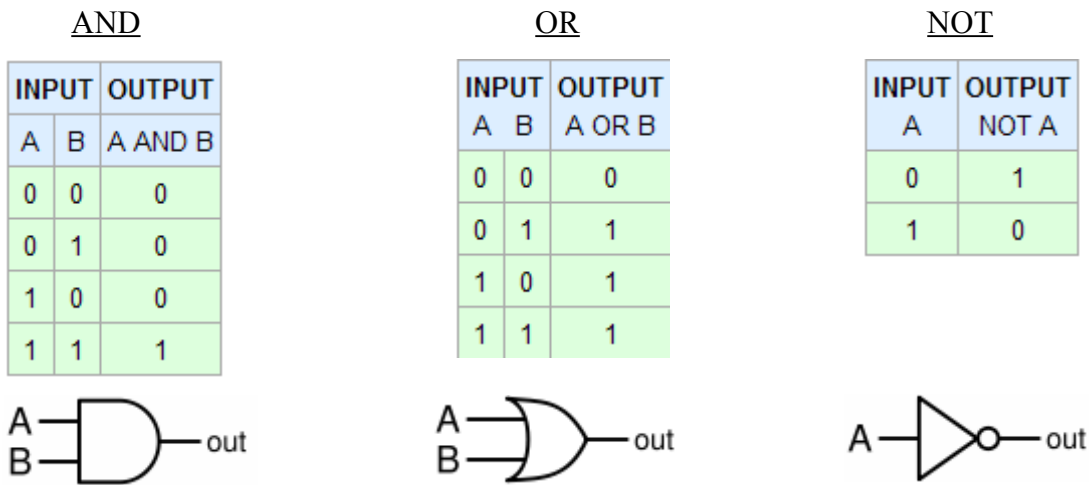 AND
INPUT OUTPUT
A B A AND B
0 0 0
0 1 0
1 0 0
1 1 1
A
B
out
OR
INPUT OUTPUT
A B A OR B
0 0 0
0 1 1
1 0 1
1 1 1
A
B
out
NOT
INPUT OUTPUT
A NOT A
0 1
1 0
A
out